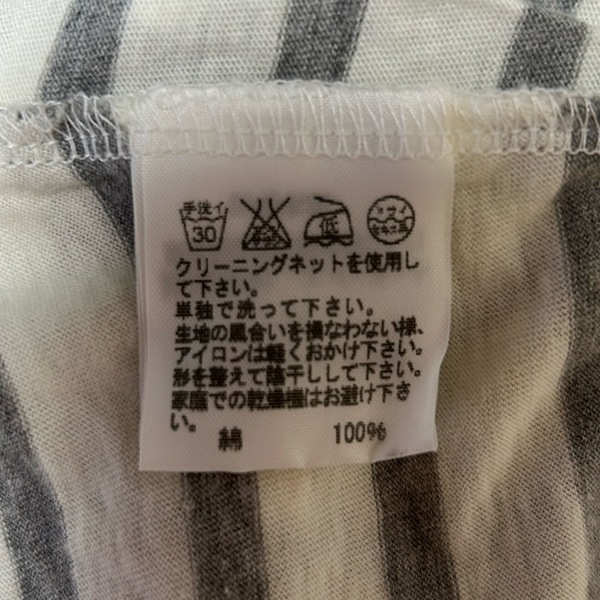 手洗イ
30
低
クリーニングネットを使用し
て下さい。
単独で洗って下さい。
生地の風合いを損なわない様、
アイロンは軽くおかけ下さい。
形を整えて陰干しして下さい。
家庭での乾燥機はお避け下さ
い。
綿 100%